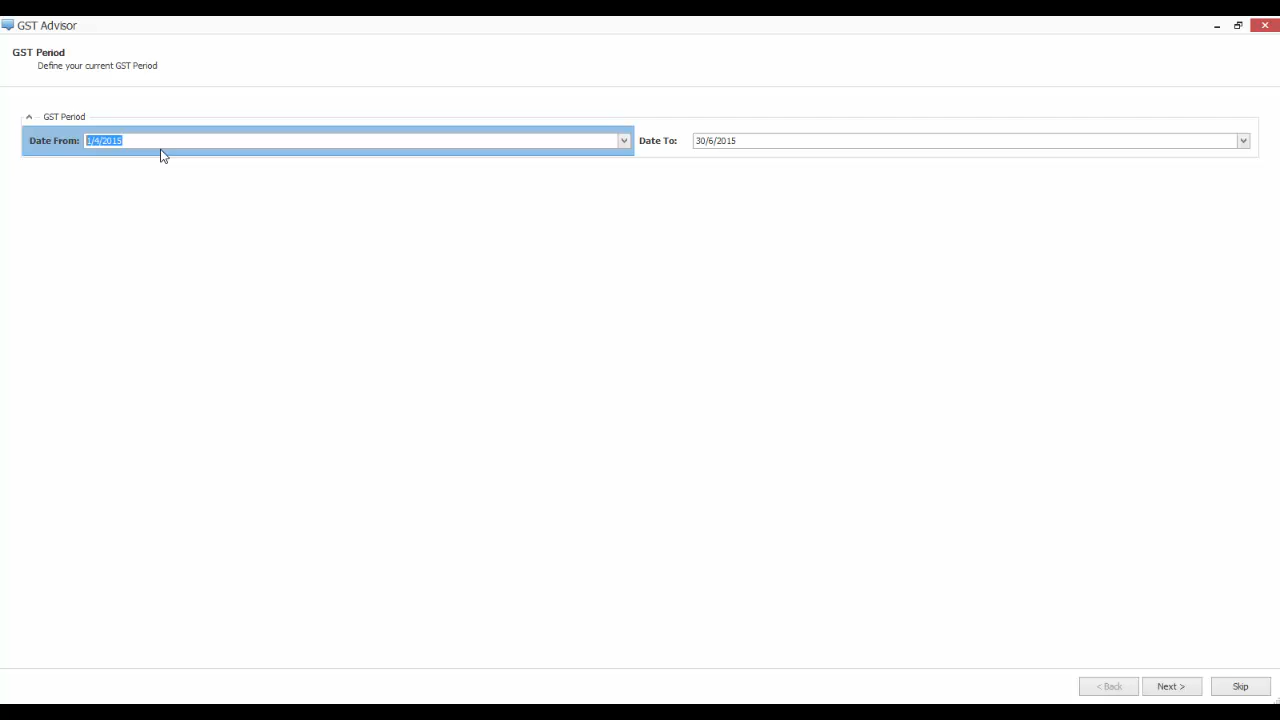 GST Advisor
GST Period
Define your current GST Period
GST Period
Date From: 1/4/2015 Date To: 30/6/2015
< Back Next > Skip